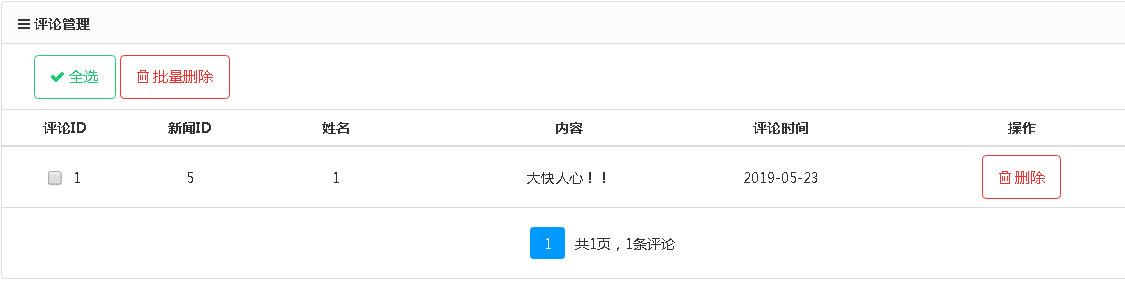 评论管理
全选 批量删除
评论ID 新闻ID 姓名 内容 评论时间 操作
1 5 1 大快人心！！ 2019-05-23 删除
1 共1页，1条评论